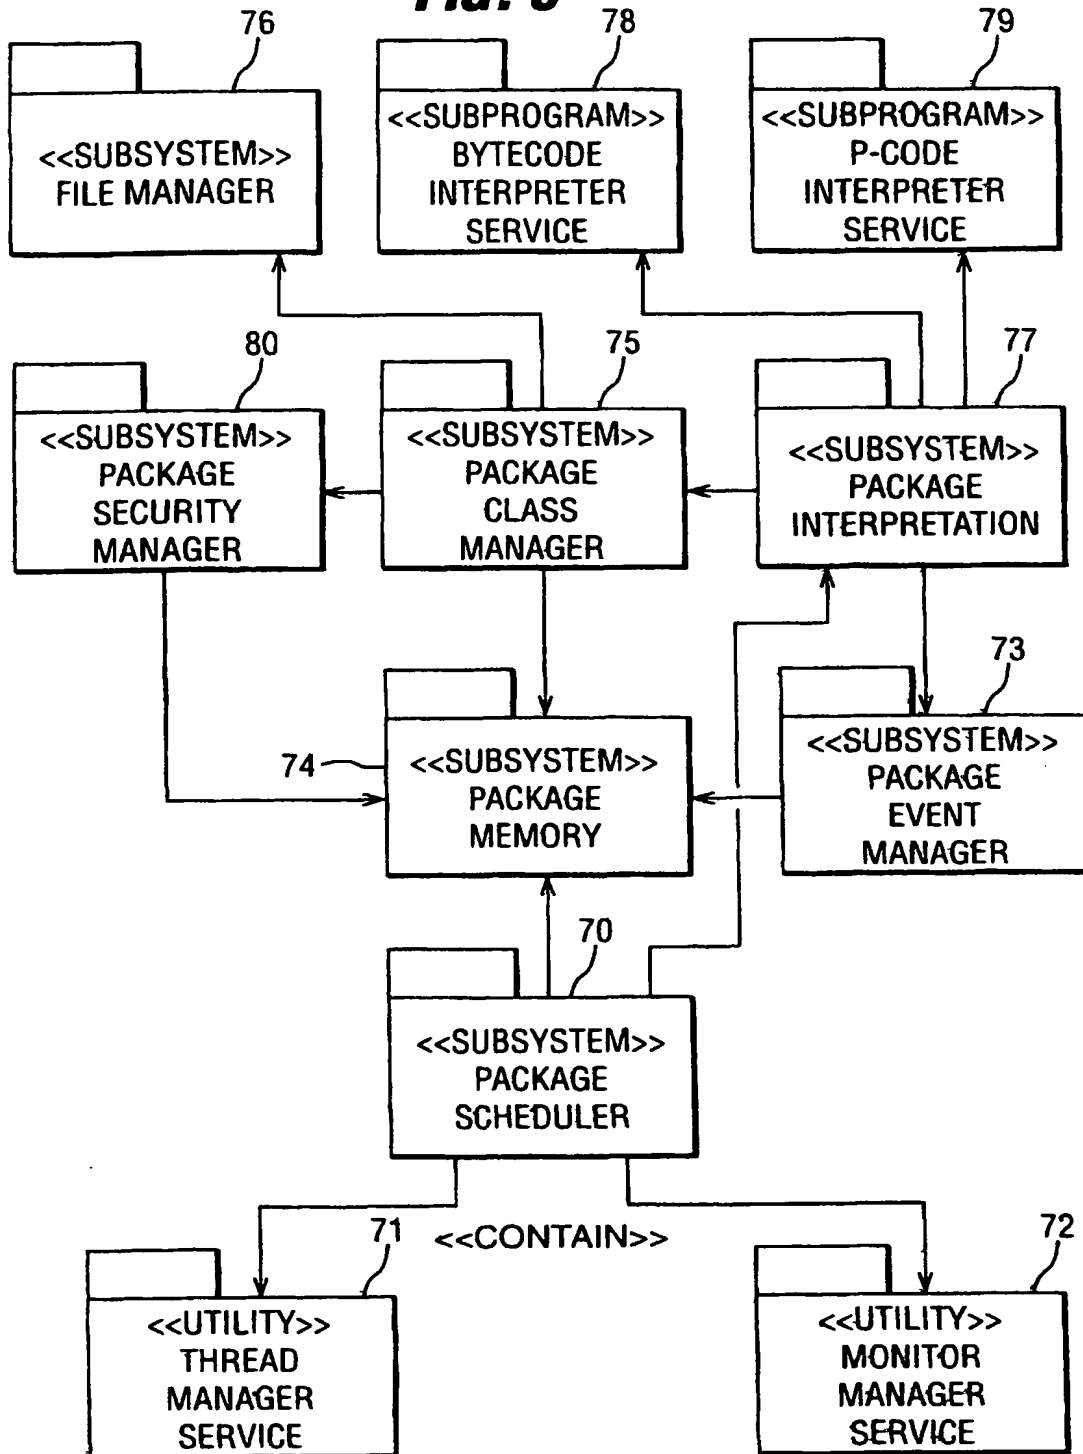 76
78
79
<<SUBSYSTEM>>
FILE MANAGER
<<SUBPROGRAM>>
BYTECODE
INTERPRETER
SERVICE
<<SUBPROGRAM>>
P-CODE
INTERPRETER
SERVICE
80
75
77
<<SUBSYSTEM>>
PACKAGE
SECURITY
MANAGER
<<SUBSYSTEM>>
PACKAGE
CLASS
MANAGER
<<SUBSYSTEM>>
PACKAGE
INTERPRETATION
73
74
<<SUBSYSTEM>>
PACKAGE
MEMORY
<<SUBSYSTEM>>
PACKAGE
EVENT
MANAGER
70
<<SUBSYSTEM>>
PACKAGE
SCHEDULER
<<CONTAIN>>
71
72
<<UTILITY>>
THREAD
MANAGER
SERVICE
<<UTILITY>>
MONITOR
MANAGER
SERVICE